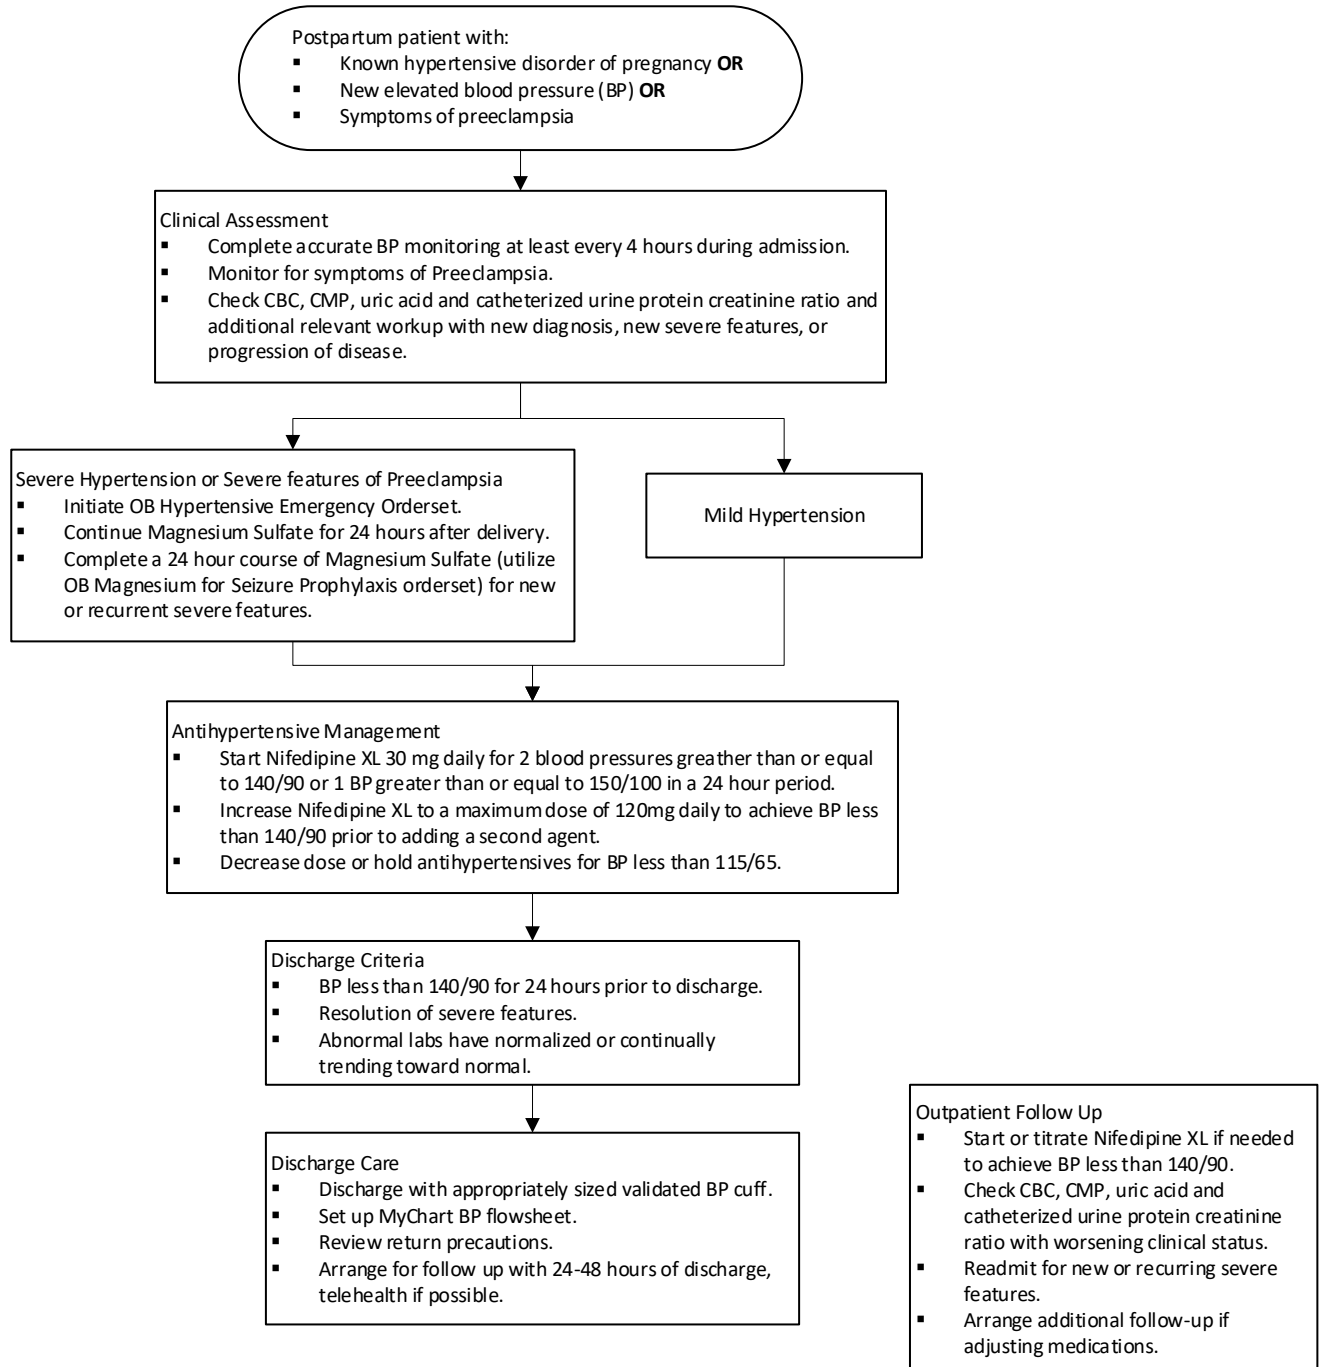 Postpartum patient with:
▪ Known hypertensive disorder of pregnancy OR
▪ New elevated blood pressure (BP) OR
▪ Symptoms of preeclampsia
Clinical Assessment
▪ Complete accurate BP monitoring at least every 4 hours during admission.
▪ Monitor for symptoms of Preeclampsia.
▪ Check CBC, CMP, uric acid and catheterized urine protein creatinine ratio and
additional relevant workup with new diagnosis, new severe features, or
progression of disease.
Severe Hypertension or Severe features of Preeclampsia
▪ Initiate OB Hypertensive Emergency Orderset.
▪ Continue Magnesium Sulfate for 24 hours after delivery.
▪ Complete a 24 hour course of Magnesium Sulfate (utilize
OB Magnesium for Seizure Prophylaxis orderset) for new
or recurrent severe features.
Mild Hypertension
Antihypertensive Management
▪ Start Nifedipine XL 30 mg daily for 2 blood pressures greather than or equal
to 140/90 or 1 BP greater than or equal to 150/100 in a 24 hour period.
▪ Increase Nifedipine XL to a maximum dose of 120mg daily to achieve BP less
than 140/90 prior to adding a second agent.
▪ Decrease dose or hold antihypertensives for BP less than 115/65.
Discharge Criteria
▪ BP less than 140/90 for 24 hours prior to discharge.
▪ Resolution of severe features.
▪ Abnormal labs have normalized or continually
trending toward normal.
Discharge Care
▪ Discharge with appropriately sized validated BP cuff.
▪ Set up MyChart BP flowsheet.
▪ Review return precautions.
▪ Arrange for follow up with 24-48 hours of discharge,
telehealth if possible.
Outpatient Follow Up
▪ Start or titrate Nifedipine XL if needed
to achieve BP less than 140/90.
▪ Check CBC, CMP, uric acid and
catheterized urine protein creatinine
ratio with worsening clinical status.
▪ Readmit for new or recurring severe
features.
▪ Arrange additional follow-up if
adjusting medications.